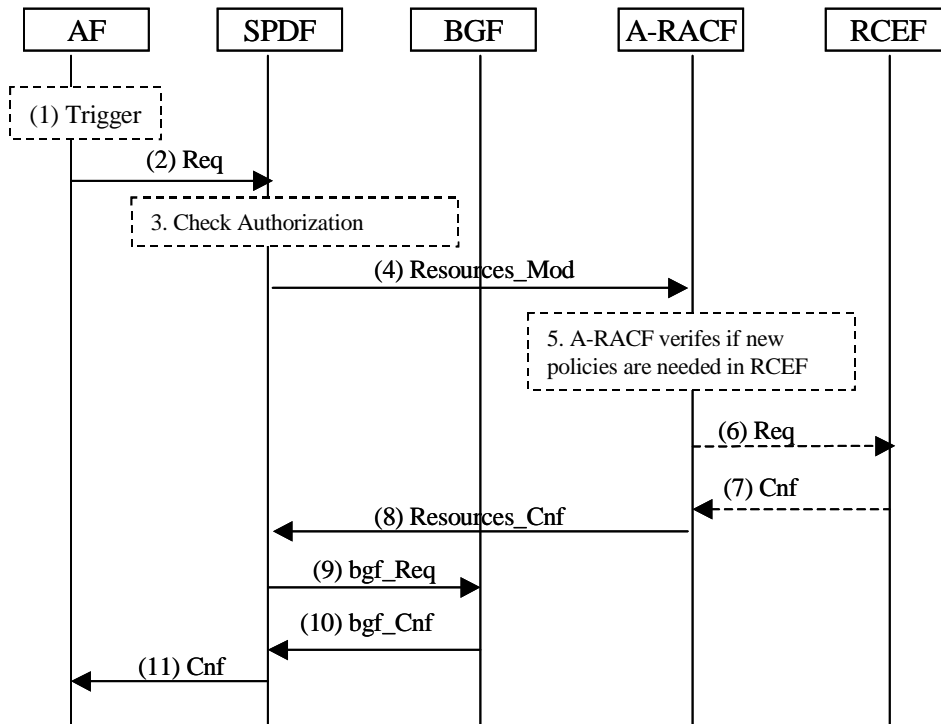 AF SPDF BGF A-RACF RCEF
(1) Trigger
(2) Req
3. Check Authorization
(4) Resources_Mod
5. A-RACF verifes if new
policies are needed in RCEF
(6) Req
(7) Cnf
(8) Resources_Cnf
(9) bgf_Req
(10) bgf_Cnf
(11) Cnf